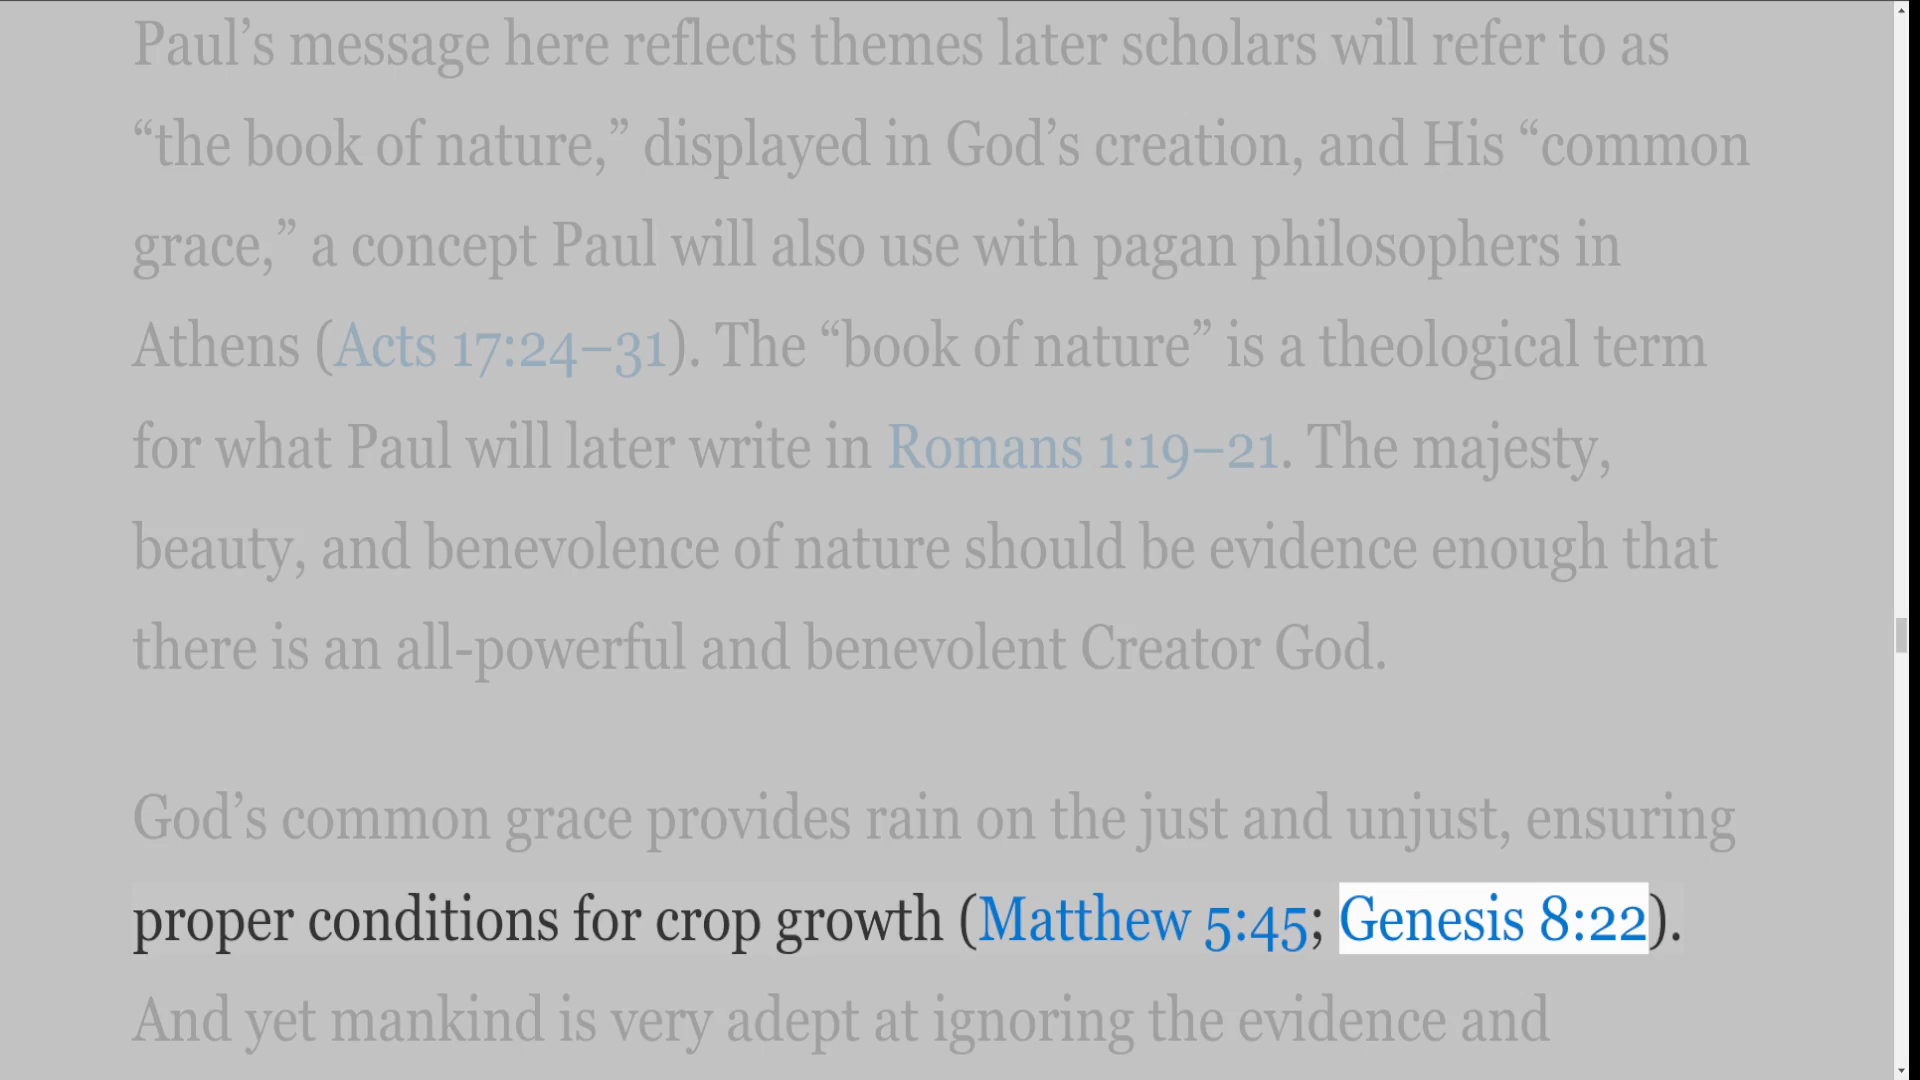 Paul’s message here reflects themes later scholars will refer to as
“the book of nature,” displayed in God’s creation, and His “common
grace,” a concept Paul will also use with pagan philosophers in
Athens (Acts 17:24–31). The “book of nature” is a theological term
for what Paul will later write in Romans 1:19–21. The majesty,
beauty, and benevolence of nature should be evidence enough that
there is an all-powerful and benevolent Creator God.
God’s common grace provides rain on the just and unjust, ensuring
proper conditions for crop growth (Matthew 5:45; Genesis 8:22).
And yet mankind is very adept at ignoring the evidence and